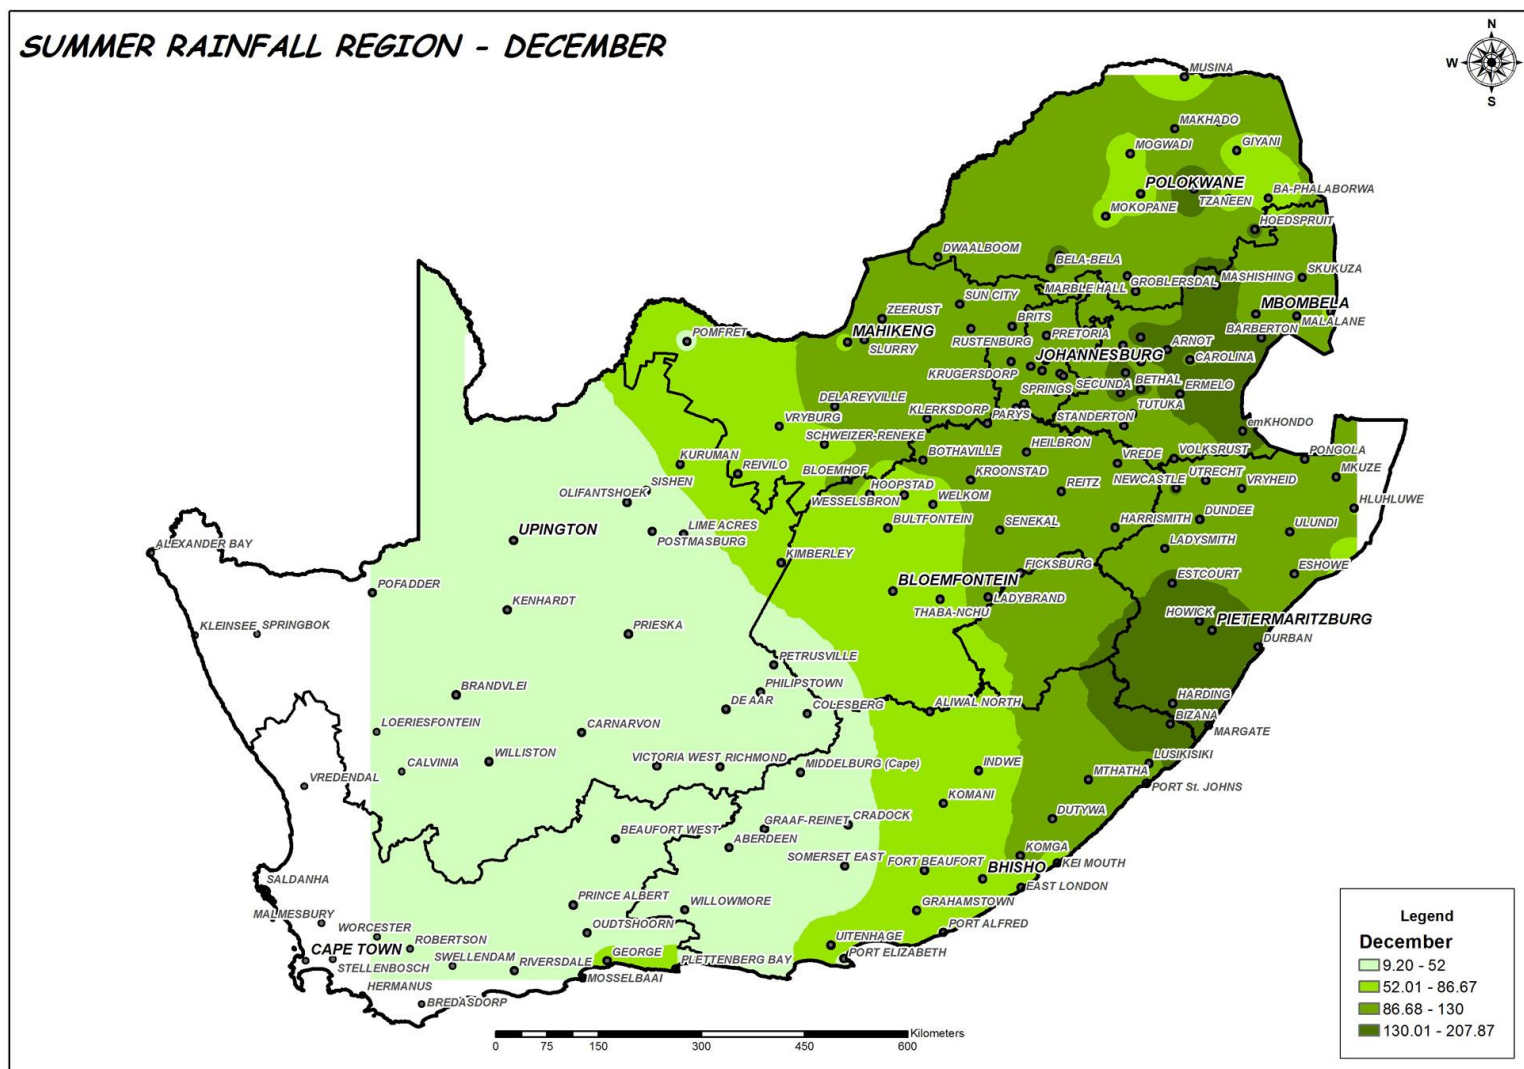 SUMMER RAINFALL REGION - DECEMBER
N
W
S
MUSINA
MAKHADO
MOGWADI
GIYANI
POLOKWANE
TZANEEN
BA-PHALABORWA
MOKOPANE
HOEDSPRUIT
DWAALBOOM
BELA-BELA
MARBLE HALL
GROBLERSDAL
MASHISHING
SKUKUZA
SUN CITY
ZEERUST
MAHIKENG
SLURRY
BRITS
PRETORIA
RUSTENBURG
MBOMBELA
MALALANE
BARBERTON
POMFRET
JOHANNESBURG
ARNOT
CAROLINA
KRUGERSDORP
SPRINGS
SECUNDA
BETHAL
ERMELO
TUTUKA
DELAREYVILLE
KLERKSDORP
PARYS
STANDERTON
emKHONDO
VRYBURG
SCHWEIZER-RENEKE
KURUMAN
REIVILO
BLOEMHOF
BOTHAVILLE
HEILBRON
VREDE
VOLKSRUST
PONGOLA
SISHEN
OLIFANTSHOEK
HOOPSTAD
WESSELSBRON
KROONSTAD
REITZ
NEWCASTLE
UTRECHT
VRYHEID
MKUZE
WELKOM
HLUHLUWE
UPINGTON
LIME ACRES
POSTMASBURG
BULTFONTEIN
SENEKAL
HARRISMITH
DUNDEE
ULUNDI
ALEXANDER BAY
KIMBERLEY
LADYSMITH
POFADDER
BLOEMFONTEIN
FICKSBURG
ESTCOURT
ESHOWE
KENHARDT
THABA-NCHU
LADYBRAND
HOWICK
PIETERMARITZBURG
KLEINSEE
SPRINGBOK
PRIESKA
DURBAN
PETRUSVILLE
BRANDVLEI
PHILIPSTOWN
DE AAR
COLESBERG
ALIWAL NORTH
HARDING
LOERIESFONTEIN
CARNARVON
BIZANA
MARGATE
CALVINIA
WILLISTON
VICTORIA WEST
RICHMOND
MIDDELBURG (Cape)
INDWE
LUSIKISIKI
MTHATHA
PORT St. JOHNS
VREDENDAL
KOMANI
DUTYWA
BEAUFORT WEST
GRAAF-REINET
CRADOCK
ABERDEEN
SOMERSET EAST
FORT BEAUFORT
KOMGA
BHISHO
KEI MOUTH
EAST LONDON
SALDANHA
MALMESBURY
PRINCE ALBERT
WILLOWMORE
GRAHAMSTOWN
WORCESTER
OUDTSHOORN
PORT ALFRED
CAPE TOWN
ROBERTSON
UITENHAGE
STELLENBOSCH
SWELLENDAM
GEORGE
PLETTENBERG BAY
PORT ELIZABETH
RIVERSDALE
MOSSELBAAI
HERMANUS
BREDASDORP
Kilometers
0 75 150 300 450 600
Legend
December
9.20 - 52
52.01 - 86.67
86.68 - 130
130.01 - 207.87